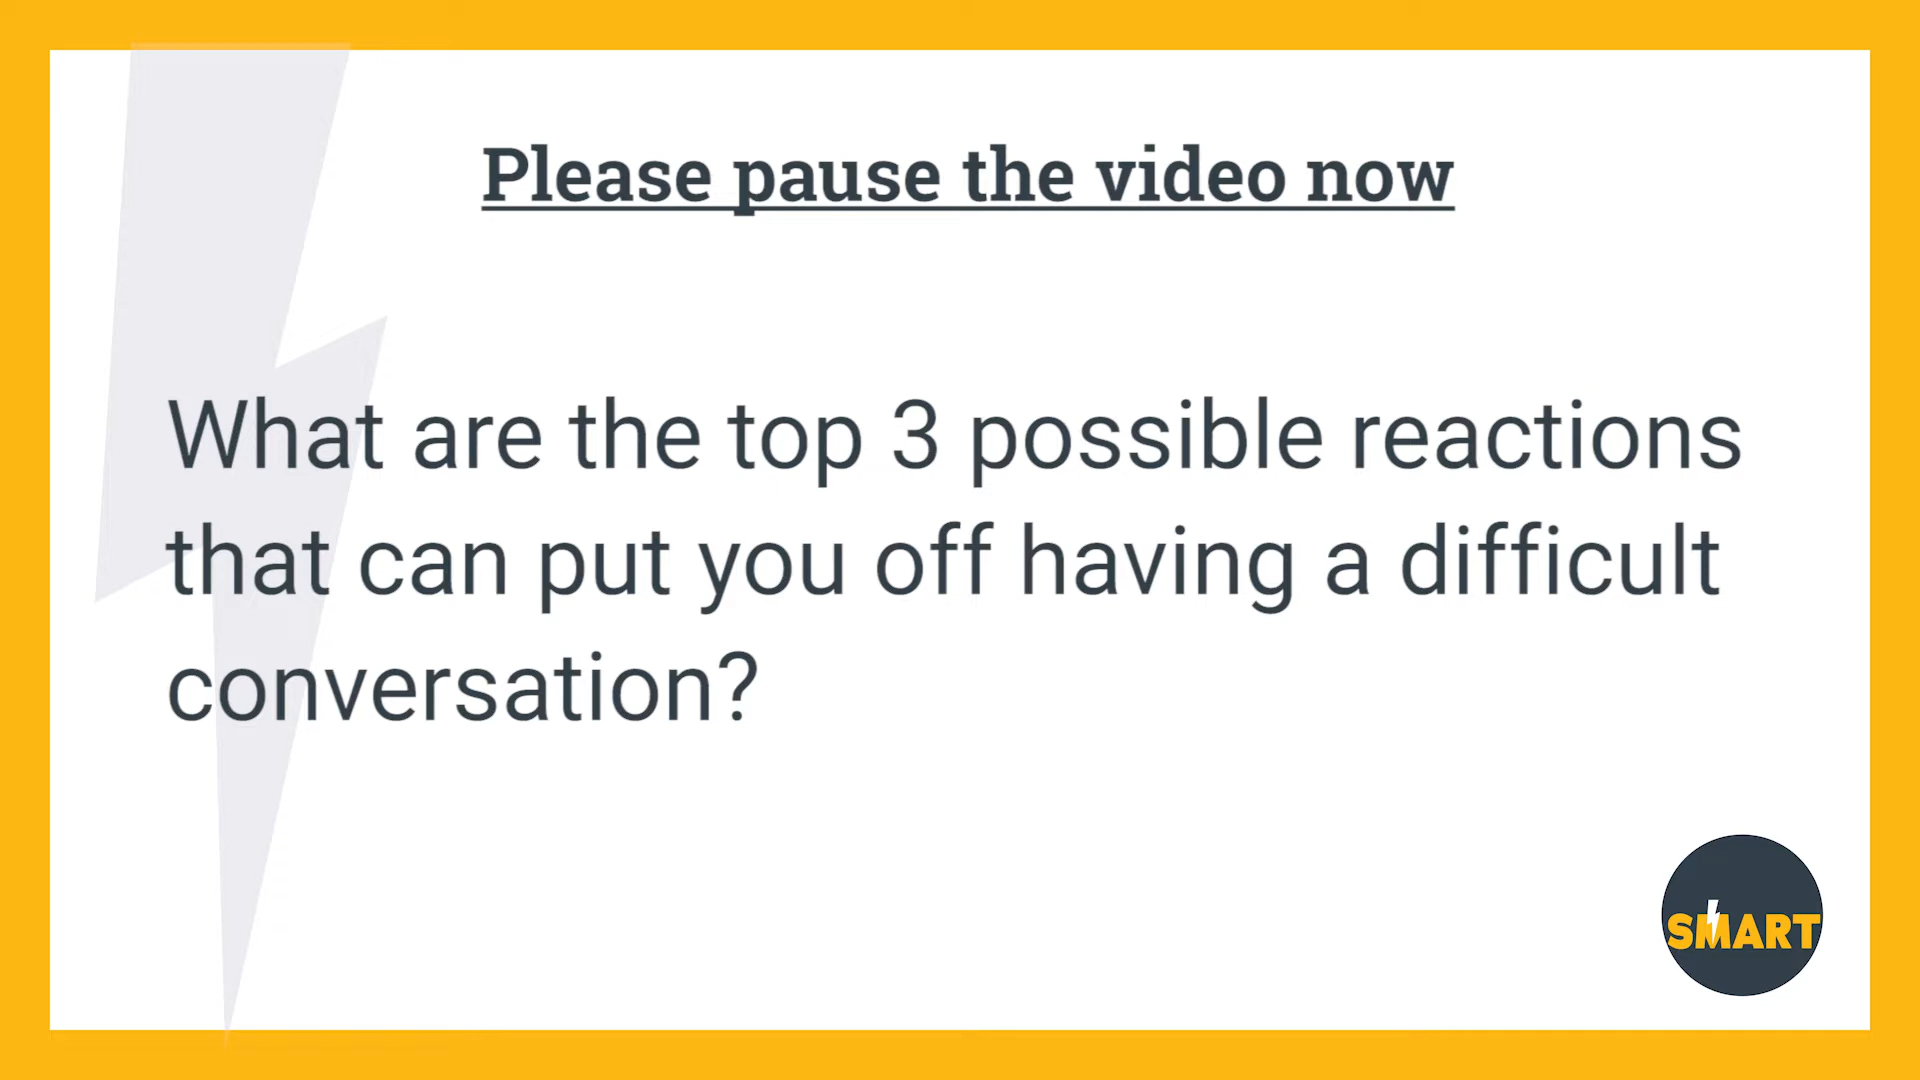 Please pause the video now
What are the top 3 possible reactions
that can put you off having a difficult
conversation?
SMART